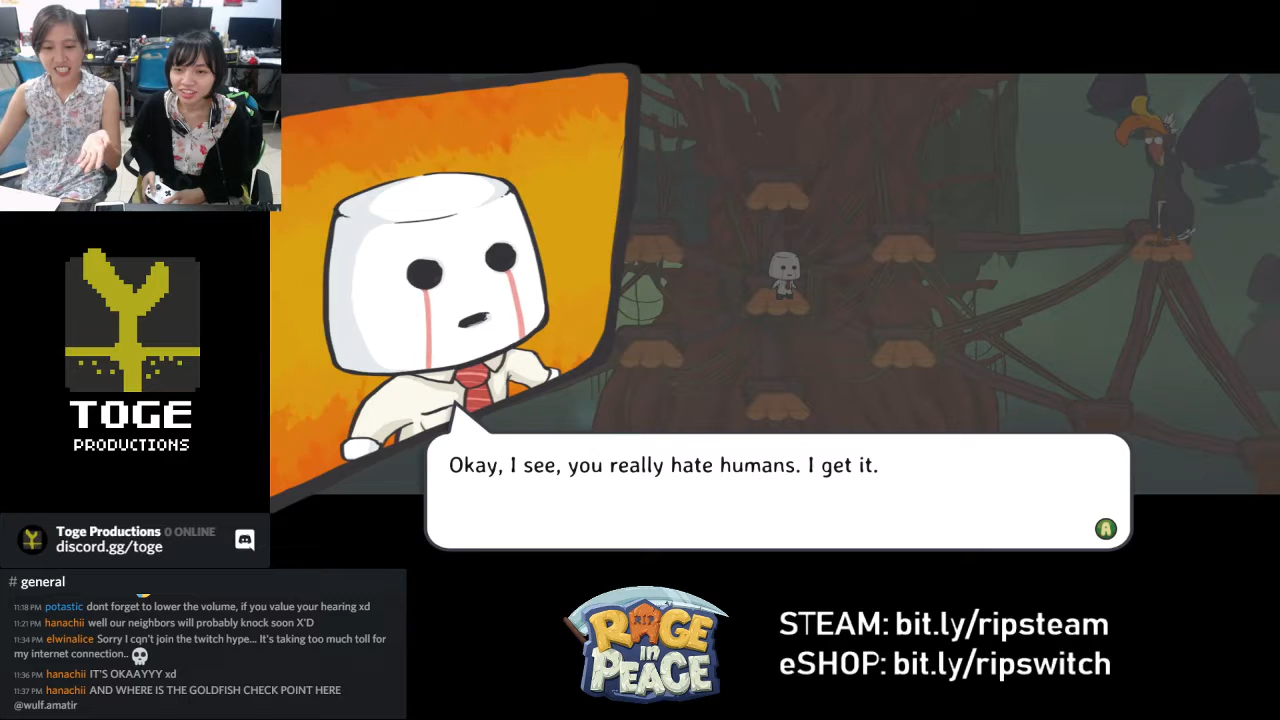 Okay, I see, you really hate humans. I get it.
A
TOGE
PRODUCTIONS
Toge Productions 0 ONLINE
discord.gg/toge
# general
11:18 PM potastic dont forget to lower the volume, if you value your hearing xd
11:21 PM hanachii well our neighbors will probably knock soon X'D
11:34 PM elwinalice Sorry I cqn't join the twitch hype... It's taking too much toll for
my internet connection..
11:36 PM hanachii IT'S OKAAYYY xd
11:37 PM hanachii AND WHERE IS THE GOLDFISH CHECK POINT HERE
@wulf.amatir
RIP
RAGE
in
PEACE
STEAM: bit.ly/ripsteam
eSHOP: bit.ly/ripswitch